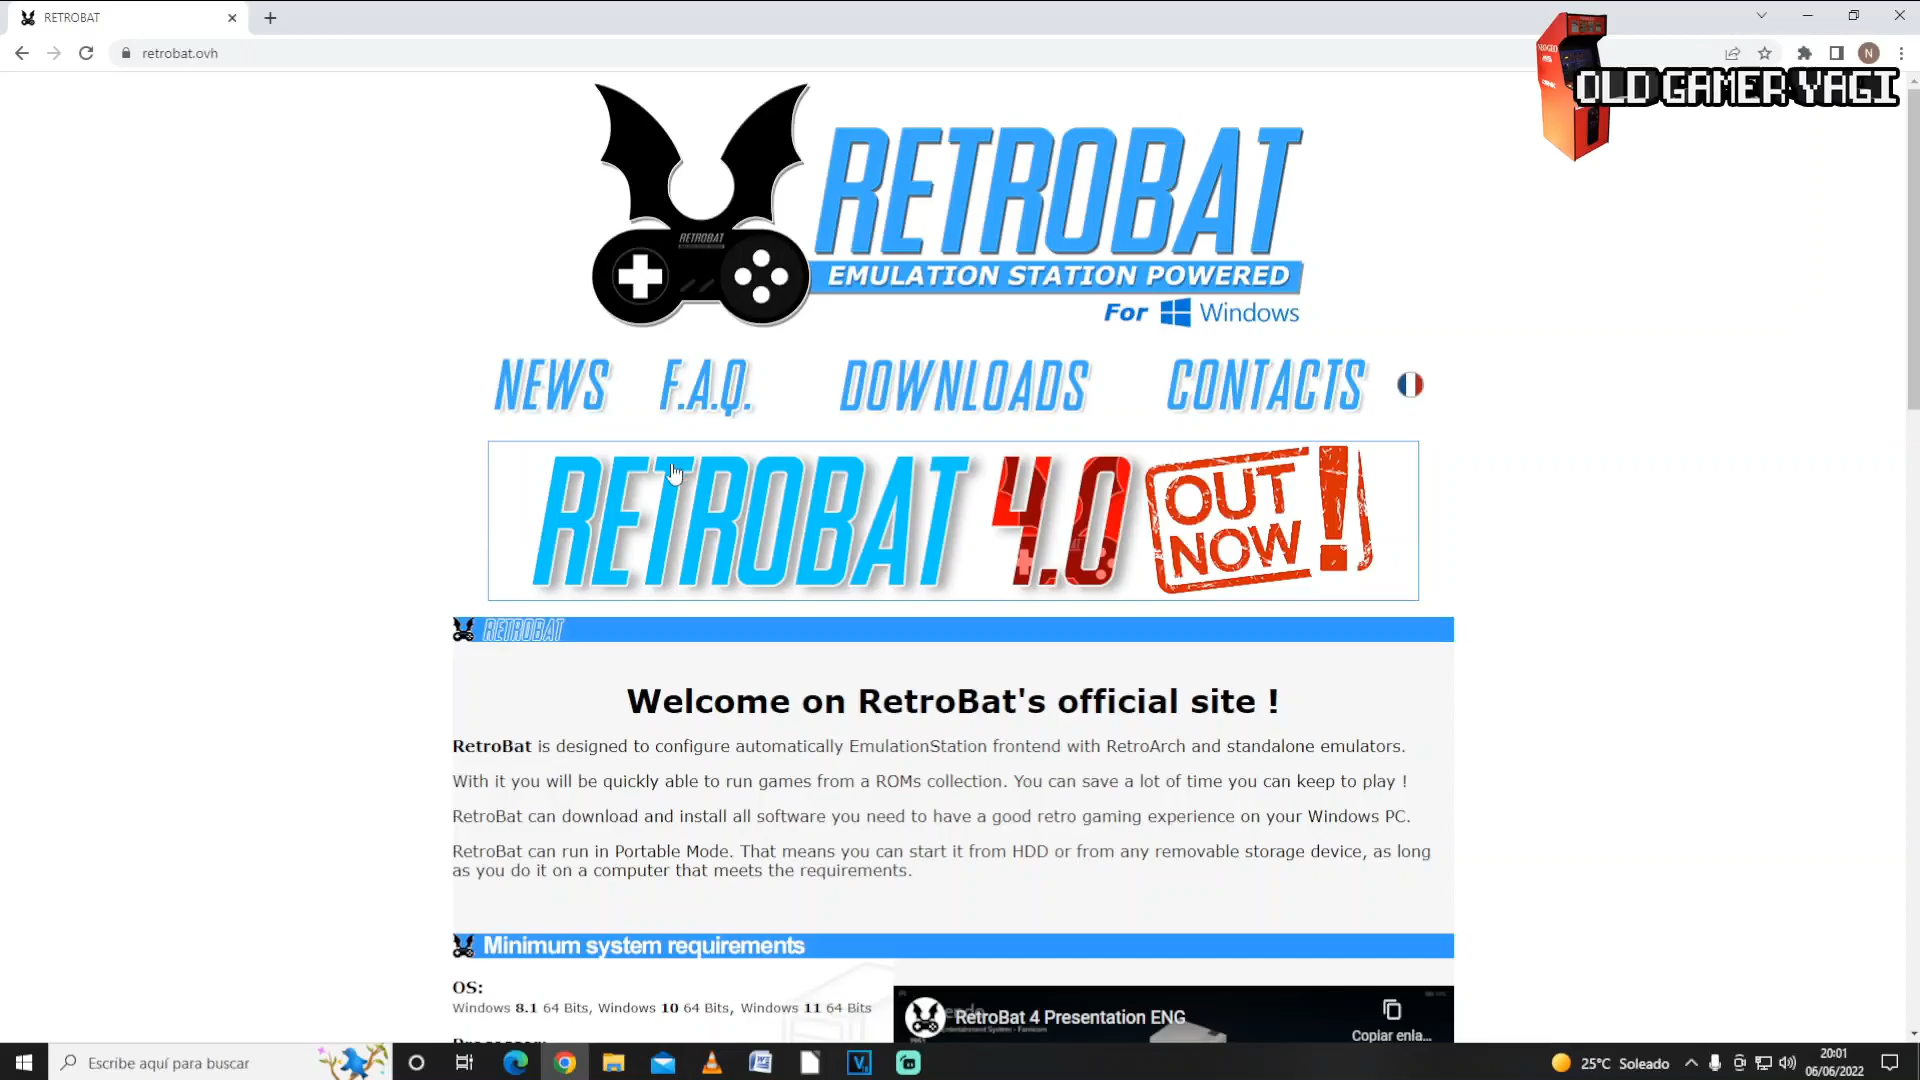 RETROBAT
retrobat.ovh
N
OLD GAMER YAGI
RETROBAT
RETROBAT
EMULATION STATION POWERED
For Windows
NEWS F.A.Q. DOWNLOADS CONTACTS
RETROBAT 4.0 OUT NOW !
RETROBAT
Welcome on RetroBat's official site !
RetroBat is designed to configure automatically EmulationStation frontend with RetroArch and standalone emulators.
With it you will be quickly able to run games from a ROMs collection. You can save a lot of time you can keep to play !
RetroBat can download and install all software you need to have a good retro gaming experience on your Windows PC.
RetroBat can run in Portable Mode. That means you can start it from HDD or from any removable storage device, as long
as you do it on a computer that meets the requirements.
Minimum system requirements
OS:
Windows 8.1 64 Bits, Windows 10 64 Bits, Windows 11 64 Bits
RetroBat 4 Presentation ENG
Copiar enla...
Escribe aquí para buscar
25°C Soleado
20:01
06/06/2022